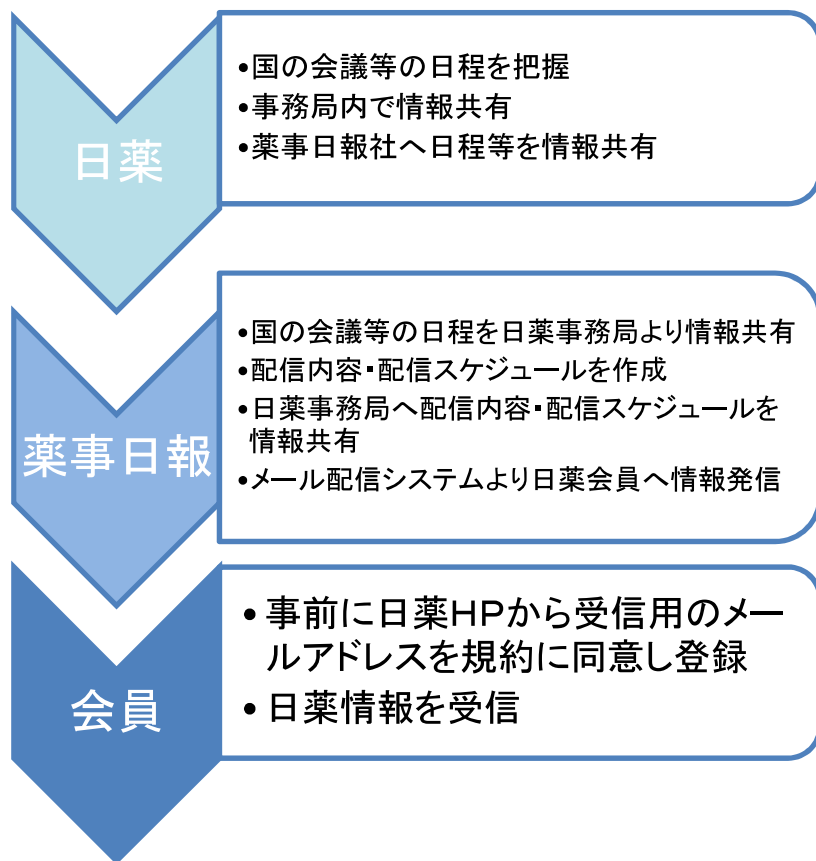 日薬
•国の会議等の日程を把握
•事務局内で情報共有
•薬事日報社へ日程等を情報共有
薬事日報
•国の会議等の日程を日薬事務局より情報共有
•配信内容・配信スケジュールを作成
•日薬事務局へ配信内容・配信スケジュールを
情報共有
•メール配信システムより日薬会員へ情報発信
会員
•事前に日薬HPから受信用のメー
ルアドレスを規約に同意し登録
•日薬情報を受信